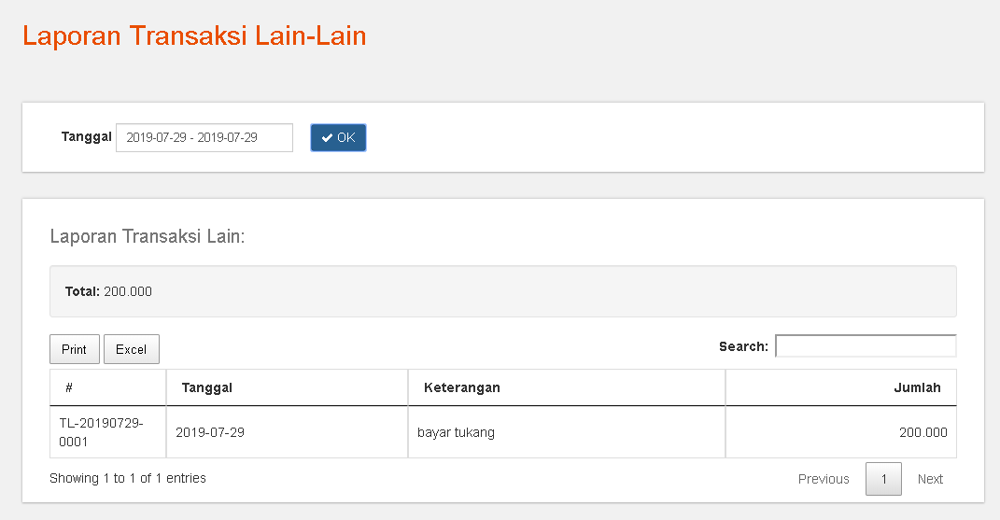 Laporan Transaksi Lain-Lain
Tanggal 2019-07-29 - 2019-07-29 OK
Laporan Transaksi Lain:
Total: 200.000
Print Excel Search:
# Tanggal Keterangan Jumlah
TL-20190729-
0001 2019-07-29 bayar tukang 200.000
Showing 1 to 1 of 1 entries Previous 1 Next